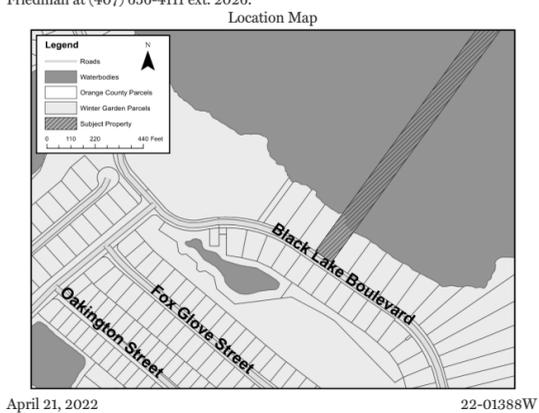 Friedman at (407) 656-4111 ext. 2026.
Location Map
Legend
N
Roads
Waterbodies
Orange County Parcels
Winter Garden Parcels
Subject Property
0 110 220 440 Feet
Black Lake Boulevard
Fox Glove Street
Oakington Street
April 21, 2022 22-01388W